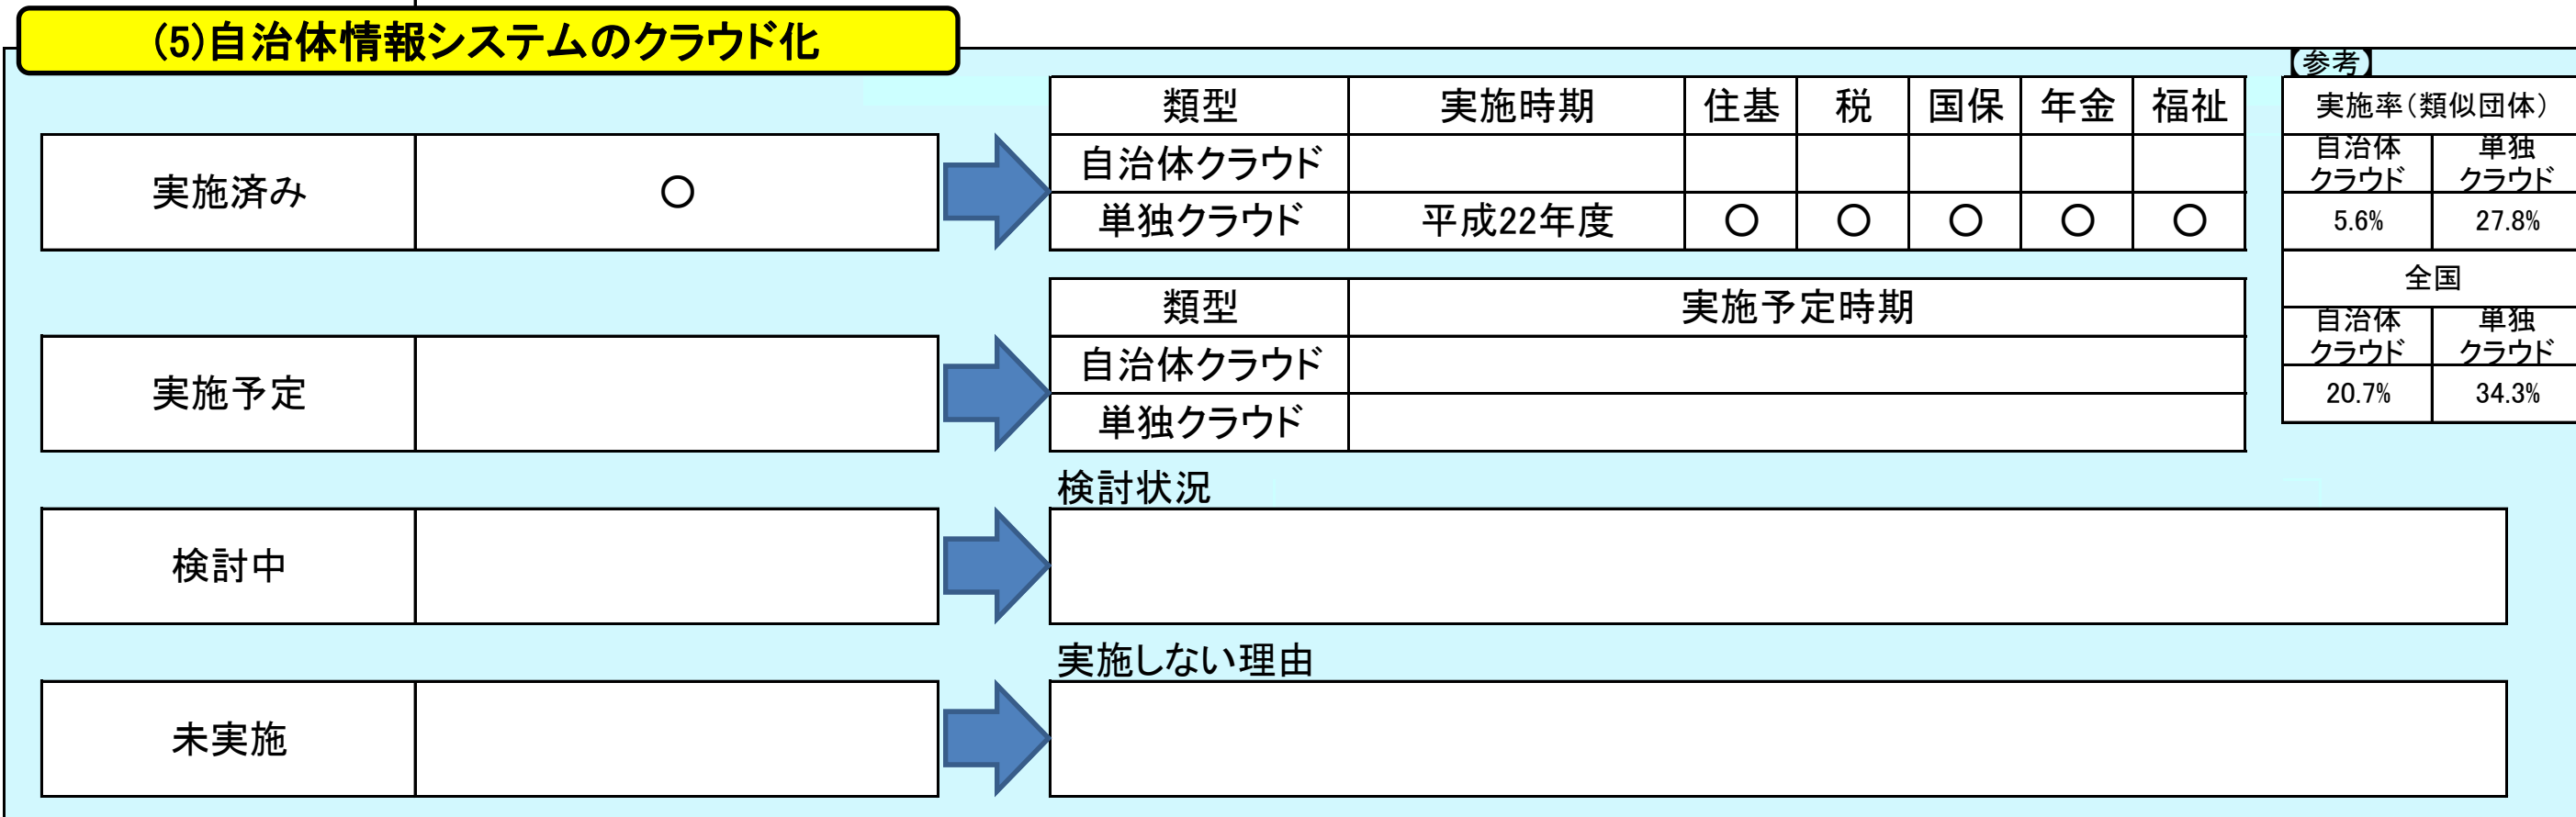 (5)自治体情報システムのクラウド化
【参考】
類型 実施時期 住基 税 国保 年金 福祉
自治体クラウド
単独クラウド 平成22年度 〇 〇 〇 〇 〇
実施済み 〇
実施率(類似団体)
自治体クラウド 単独クラウド
5.6% 27.8%
全国
自治体クラウド 単独クラウド
20.7% 34.3%
実施予定
類型 実施予定時期
自治体クラウド
単独クラウド
検討状況
検討中
実施しない理由
未実施